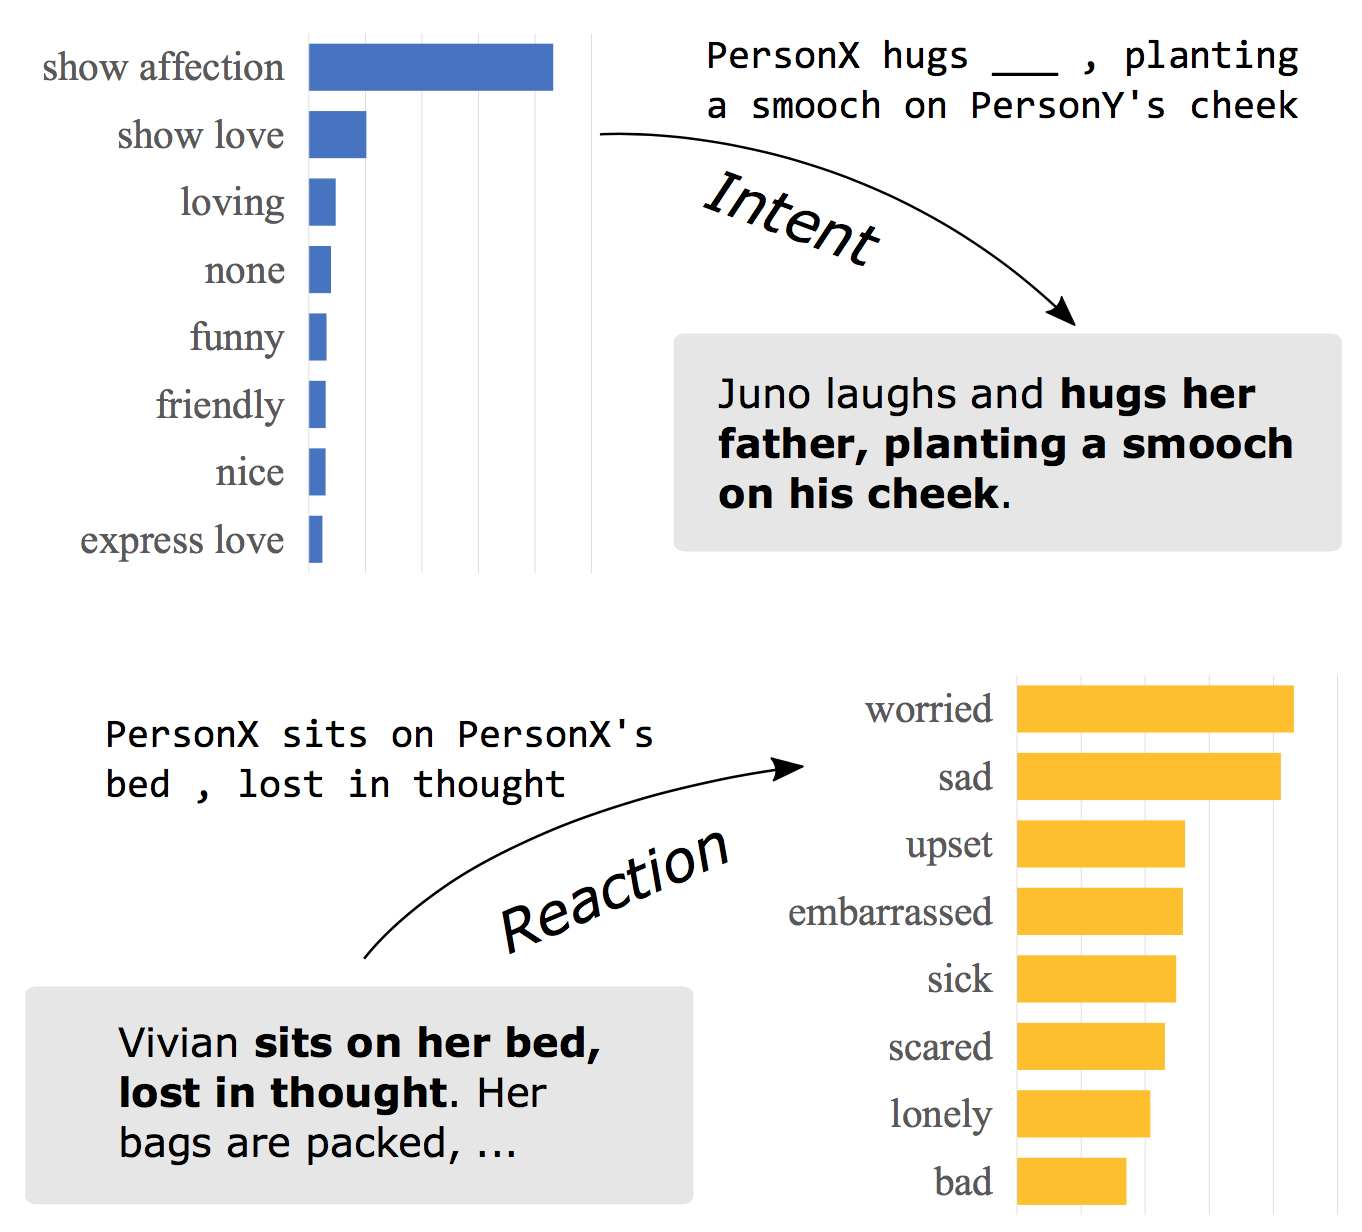 show affection
show love
loving
none
funny
friendly
nice
express love
PersonX hugs ___ , planting
a smooch on PersonY's cheek
Intent
Juno laughs and hugs her
father, planting a smooch
on his cheek.
PersonX sits on PersonX's
bed , lost in thought
Reaction
Vivian sits on her bed,
lost in thought. Her
bags are packed, ...
worried
sad
upset
embarrassed
sick
scared
lonely
bad